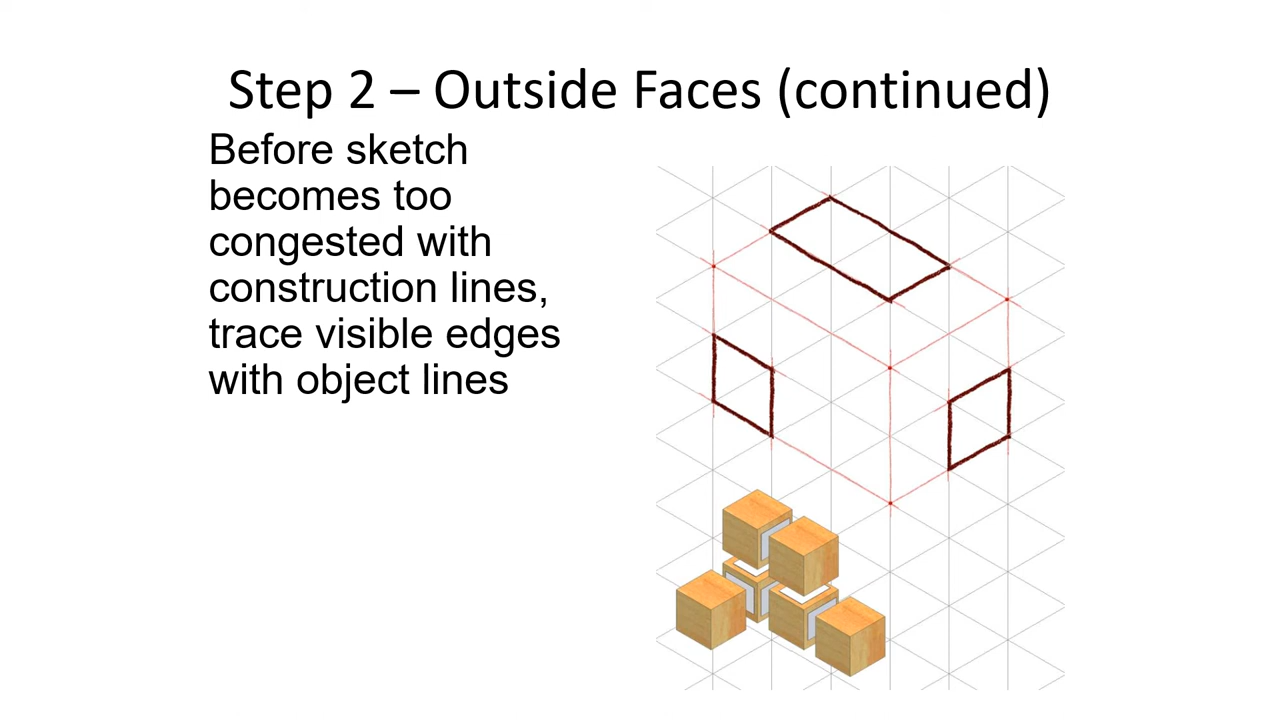 Step 2 – Outside Faces (continued)
Before sketch
becomes too
congested with
construction lines,
trace visible edges
with object lines